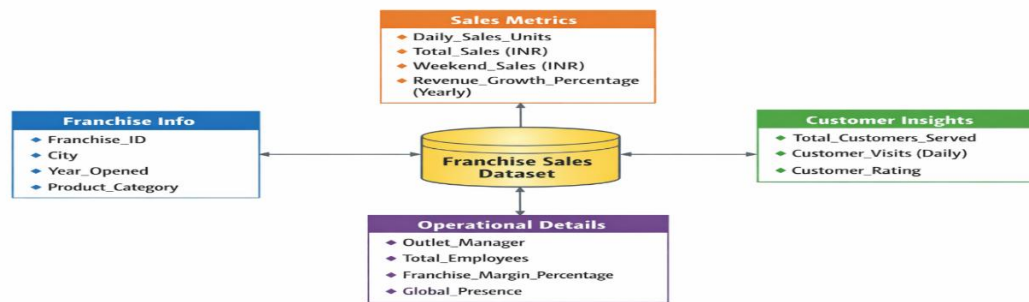 Sales Metrics
Daily_Sales_Units
Total_Sales (INR)
Weekend_Sales (INR)
Revenue_Growth_Percentage
(Yearly)
Franchise Info
Franchise_ID
City
Year_Opened
Product_Category
Franchise Sales
Dataset
Customer Insights
Total_Customers_Served
Customer_Visits (Daily)
Customer_Rating
Operational Details
Outlet_Manager
Total_Employees
Franchise_Margin_Percentage
Global_Presence